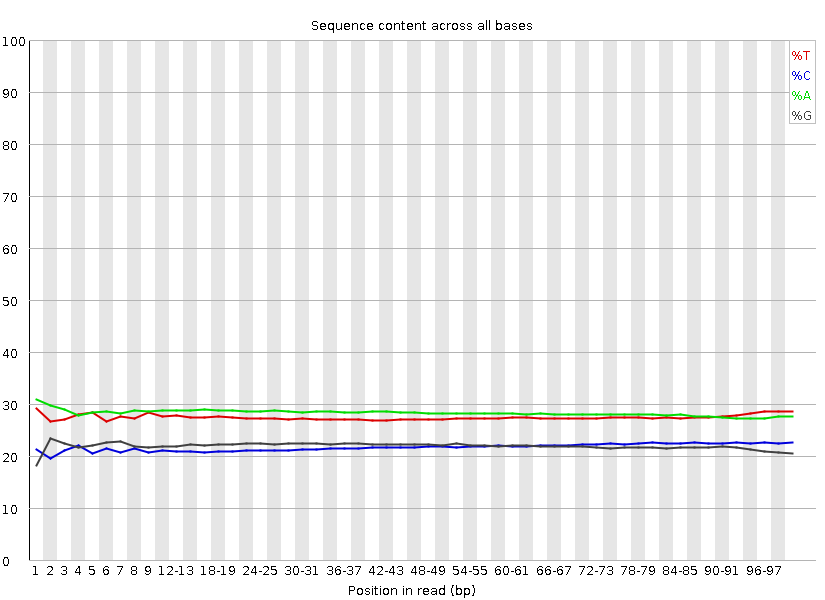 Sequence content across all bases
100
90
80
70
60
50
40
30
20
10
0
%T
%C
%A
%G
1 2 3 4 5 6 7 8 9 12-13 18-19 24-25 30-31 36-37 42-43 48-49 54-55 60-61 66-67 72-73 78-79 84-85 90-91 96-97
Position in read (bp)